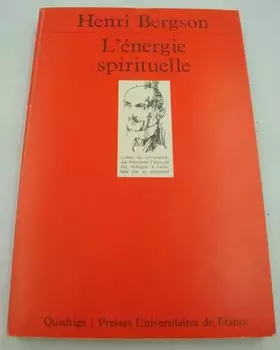 Henri Bergson
L'énergie
spirituelle
Quadrige / Presses Universitaires de France